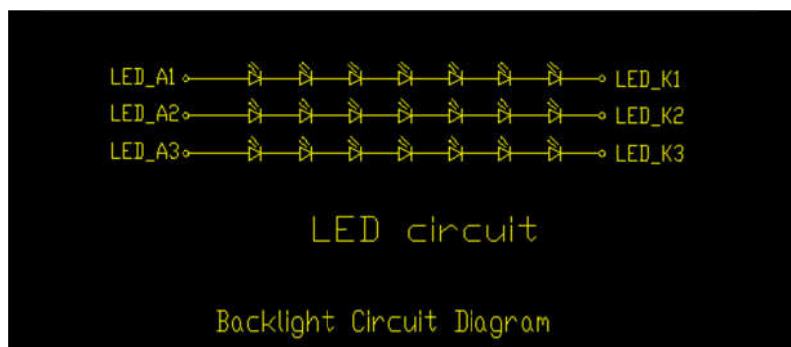 LED_A1 LED_K1
LED_A2 LED_K2
LED_A3 LED_K3
LED circuit
Backlight Circuit Diagram